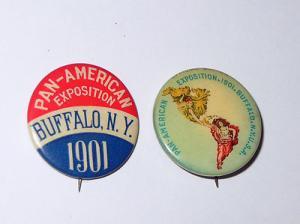 PAN-AMERICAN
EXPOSITION
BUFFALO, N.Y.
1901
PAN-AMERICAN EXPOSITION-1901-BUFFALO-N.Y.U.S.A.